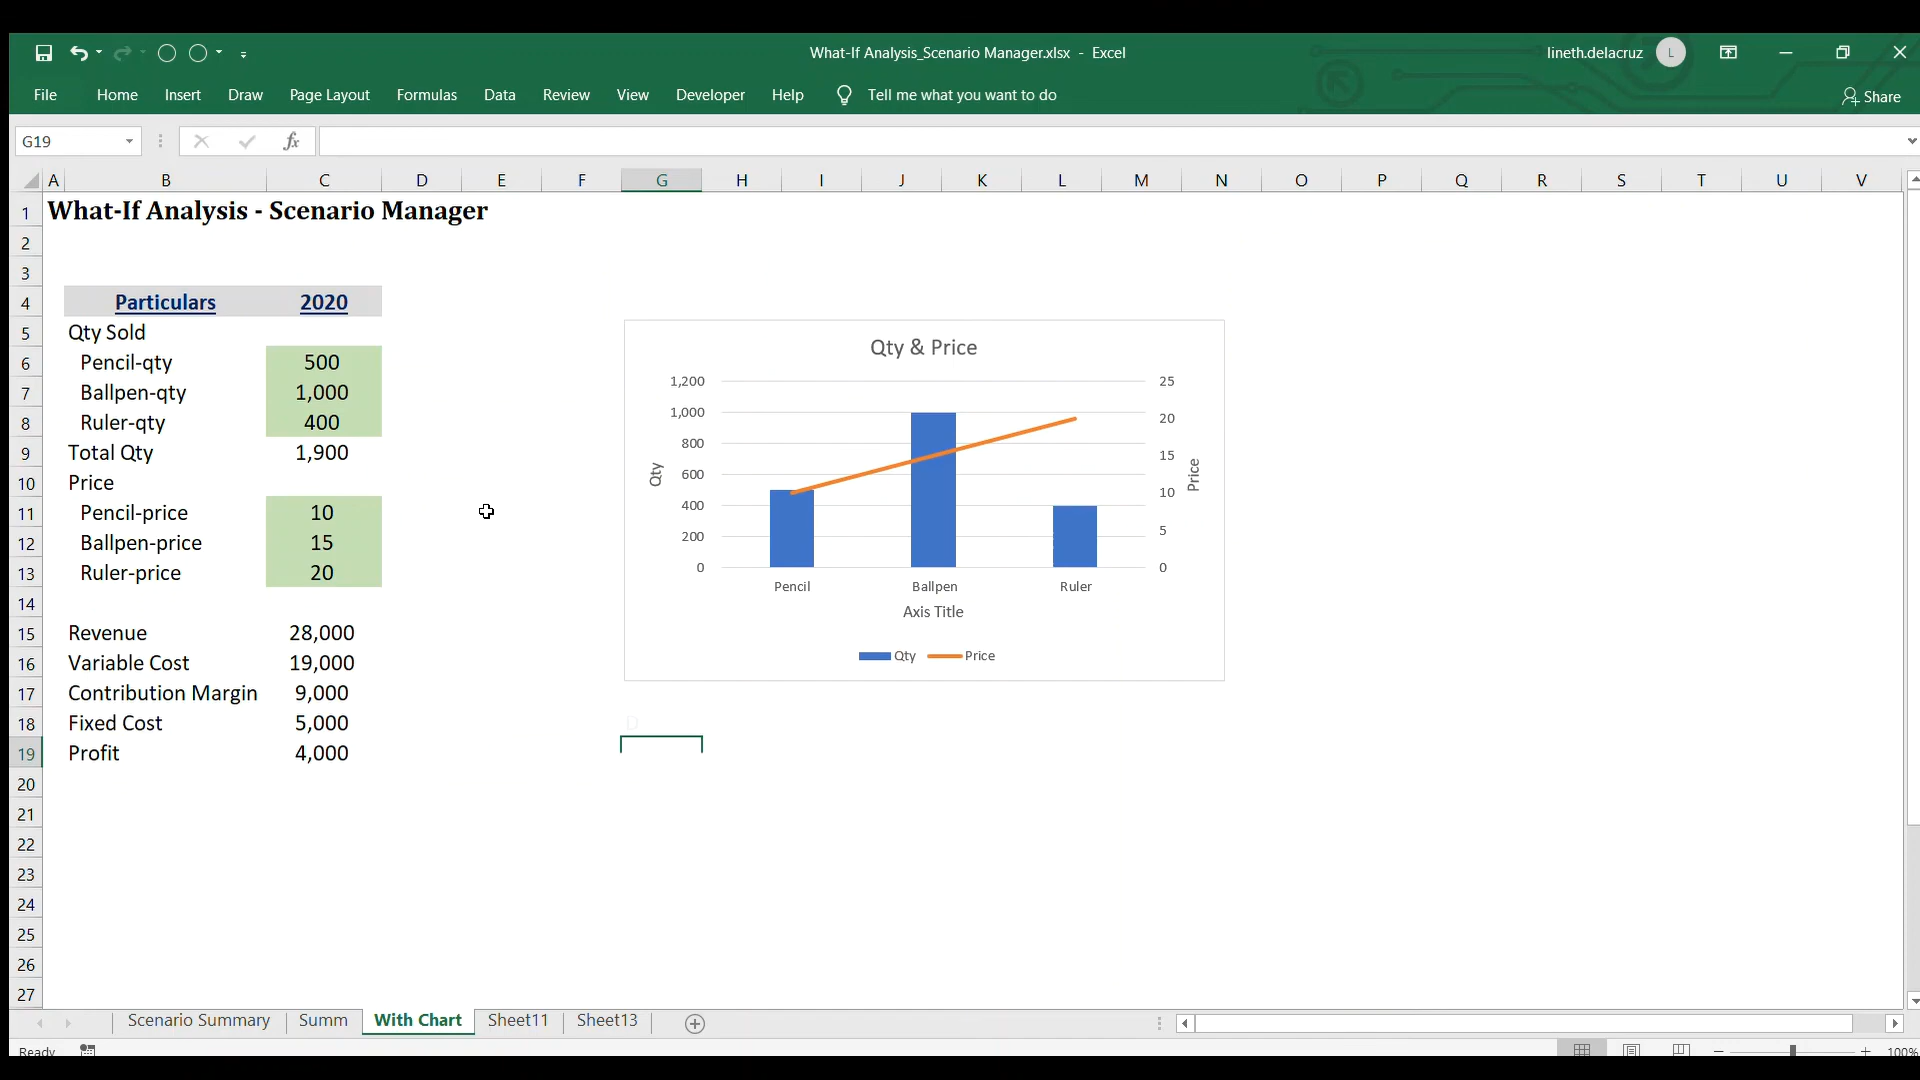 What-If Analysis_Scenario Manager.xlsx - Excel
lineth.delacruz
L
File Home Insert Draw Page Layout Formulas Data Review View Developer Help Tell me what you want to do
Share
G19
fx
A B C D E F G H I J K L M N O P Q R S T U V
1 What-If Analysis - Scenario Manager
2
3
4 Particulars 2020
5 Qty Sold
6 Pencil-qty 500
7 Ballpen-qty 1,000
8 Ruler-qty 400
9 Total Qty 1,900
10 Price
11 Pencil-price 10
12 Ballpen-price 15
13 Ruler-price 20
14
15 Revenue 28,000
16 Variable Cost 19,000
17 Contribution Margin 9,000
18 Fixed Cost 5,000
19 Profit 4,000
20
21
22
23
24
25
26
27
Qty & Price
1,200
1,000
800
600
400
200
0
Qty
25
20
15
10
5
0
Price
Pencil Ballpen Ruler
Axis Title
Qty Price
D
Scenario Summary Summ With Chart Sheet11 Sheet13
Ready
100%